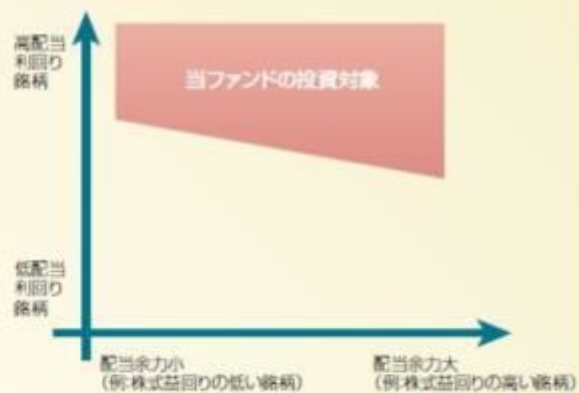 高配当
利回り
銘柄
当ファンドの投資対象
低配当
利回り
銘柄
配当余力小
(例:株式益回りの低い銘柄)
配当余力大
(例:株式益回りの高い銘柄)